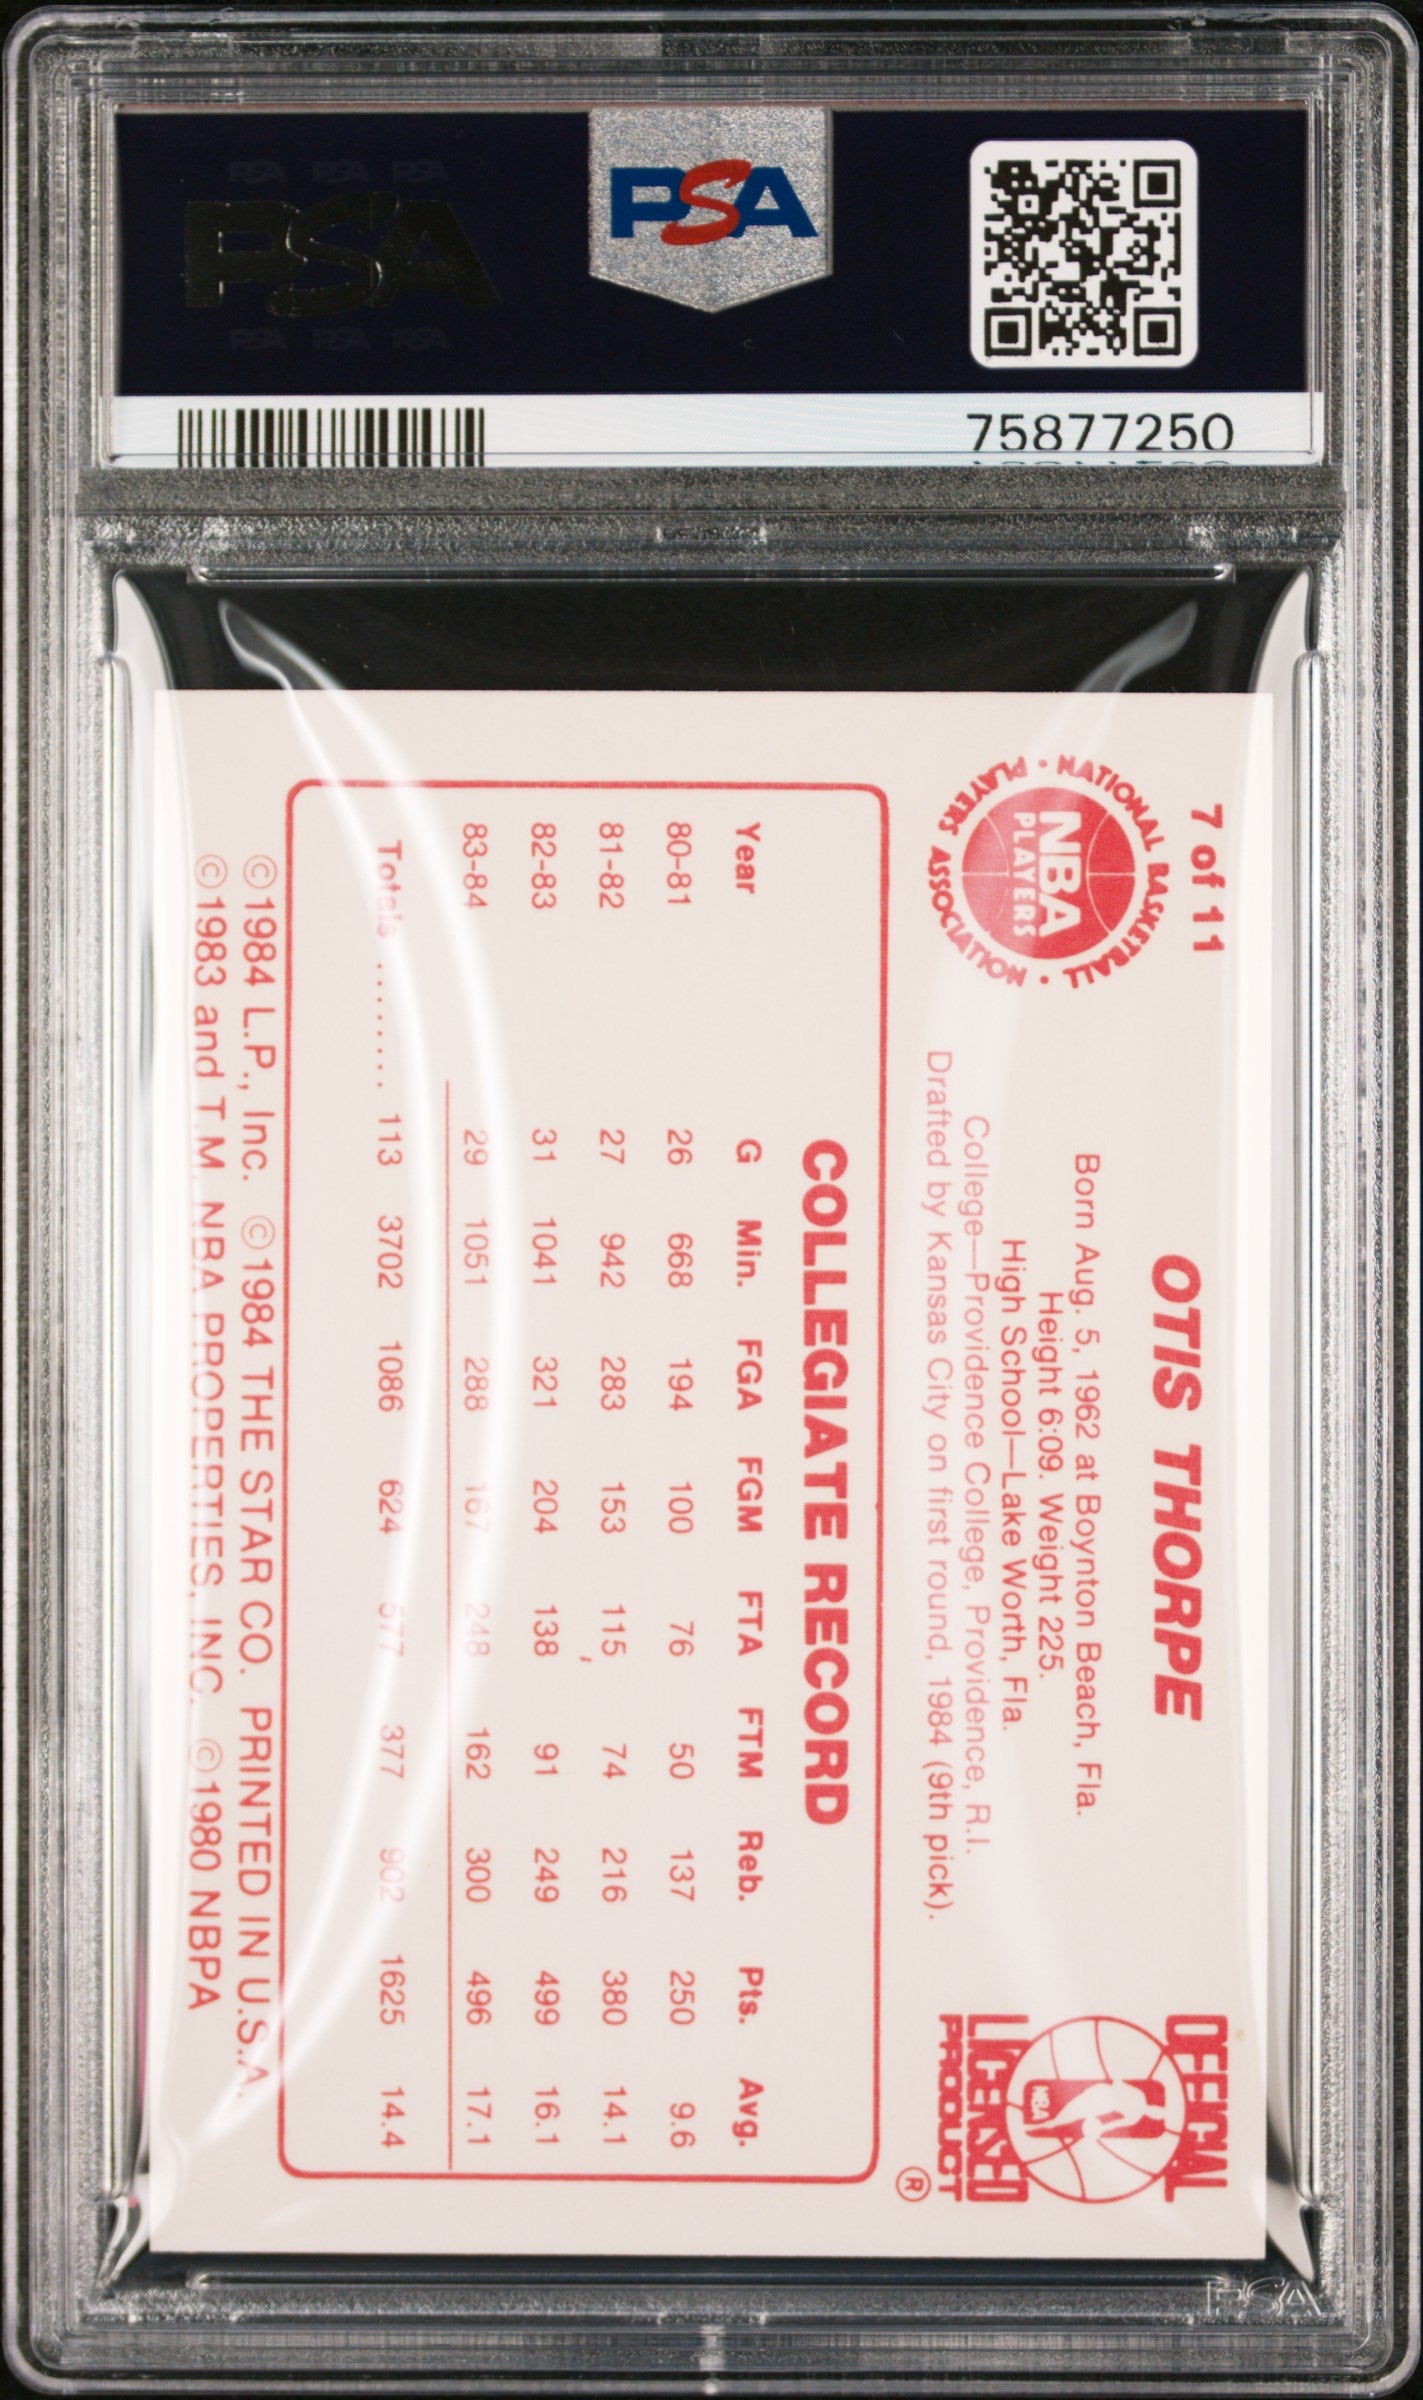 PSA PSA PSA
PSA
PSA PSA PSA
PSA
75877250
7 of 11
OTIS THORPE
Born Aug. 5, 1962 at Boynton Beach, Fla.
Height 6:09. Weight 225.
High School—Lake Worth, Fla.
College—Providence College, Providence, R.I.
Drafted by Kansas City on first round, 1984 (9th pick).
• NATIONAL BASKETBALL •
PLAYERS ASSOCIATION
NBA
PLAYERS
OFFICIAL
NBA
LICENSED
PRODUCT
®
COLLEGIATE RECORD
Year G Min. FGA FGM FTA FTM Reb. Pts. Avg.
80-81 26 668 194 100 76 50 137 250 9.6
81-82 27 942 283 153 115 74 216 380 14.1
82-83 31 1041 321 204 138 91 249 499 16.1
83-84 29 1051 288 167 248 162 300 496 17.1
Totals ......... 113 3702 1086 624 577 377 902 1625 14.4
©1984 L.P., Inc. ©1984 THE STAR CO. PRINTED IN U.S.A.
©1983 and T.M. NBA PROPERTIES, INC. ©1980 NBPA
PSA